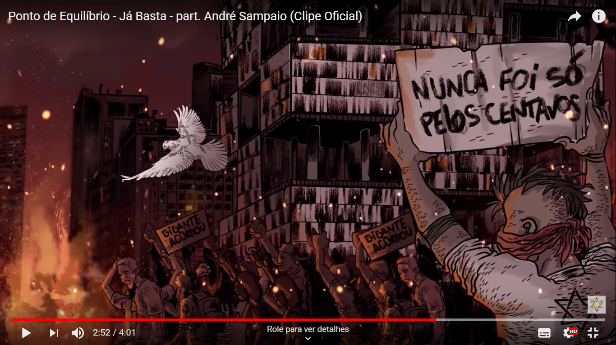 Ponto de Equilíbrio - Já Basta - part. André Sampaio (Clipe Oficial)
NUNCA FOI SÓ
PELOS CENTAVOS
GIGANTE
ACORDOU
GIGANTE
ACORDOU
2:52 / 4:01
Role para ver detalhes
HD